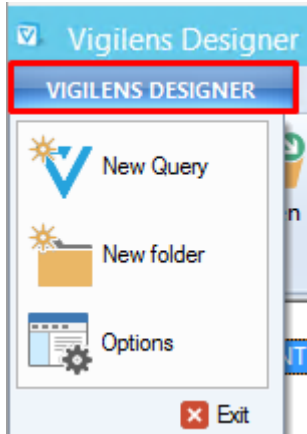 Vigilens Designer
VIGILENS DESIGNER
New Query
New folder
Options
Exit